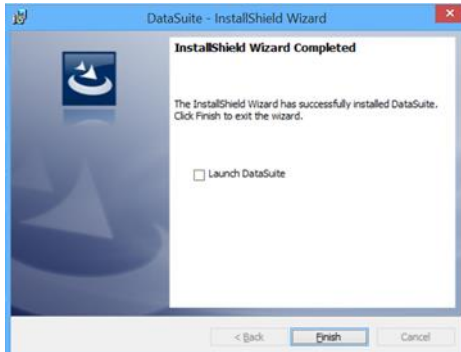 DataSuite - InstallShield Wizard
InstallShield Wizard Completed
The InstallShield Wizard has successfully installed DataSuite.
Click Finish to exit the wizard.
Launch DataSuite
< Back
Finish
Cancel